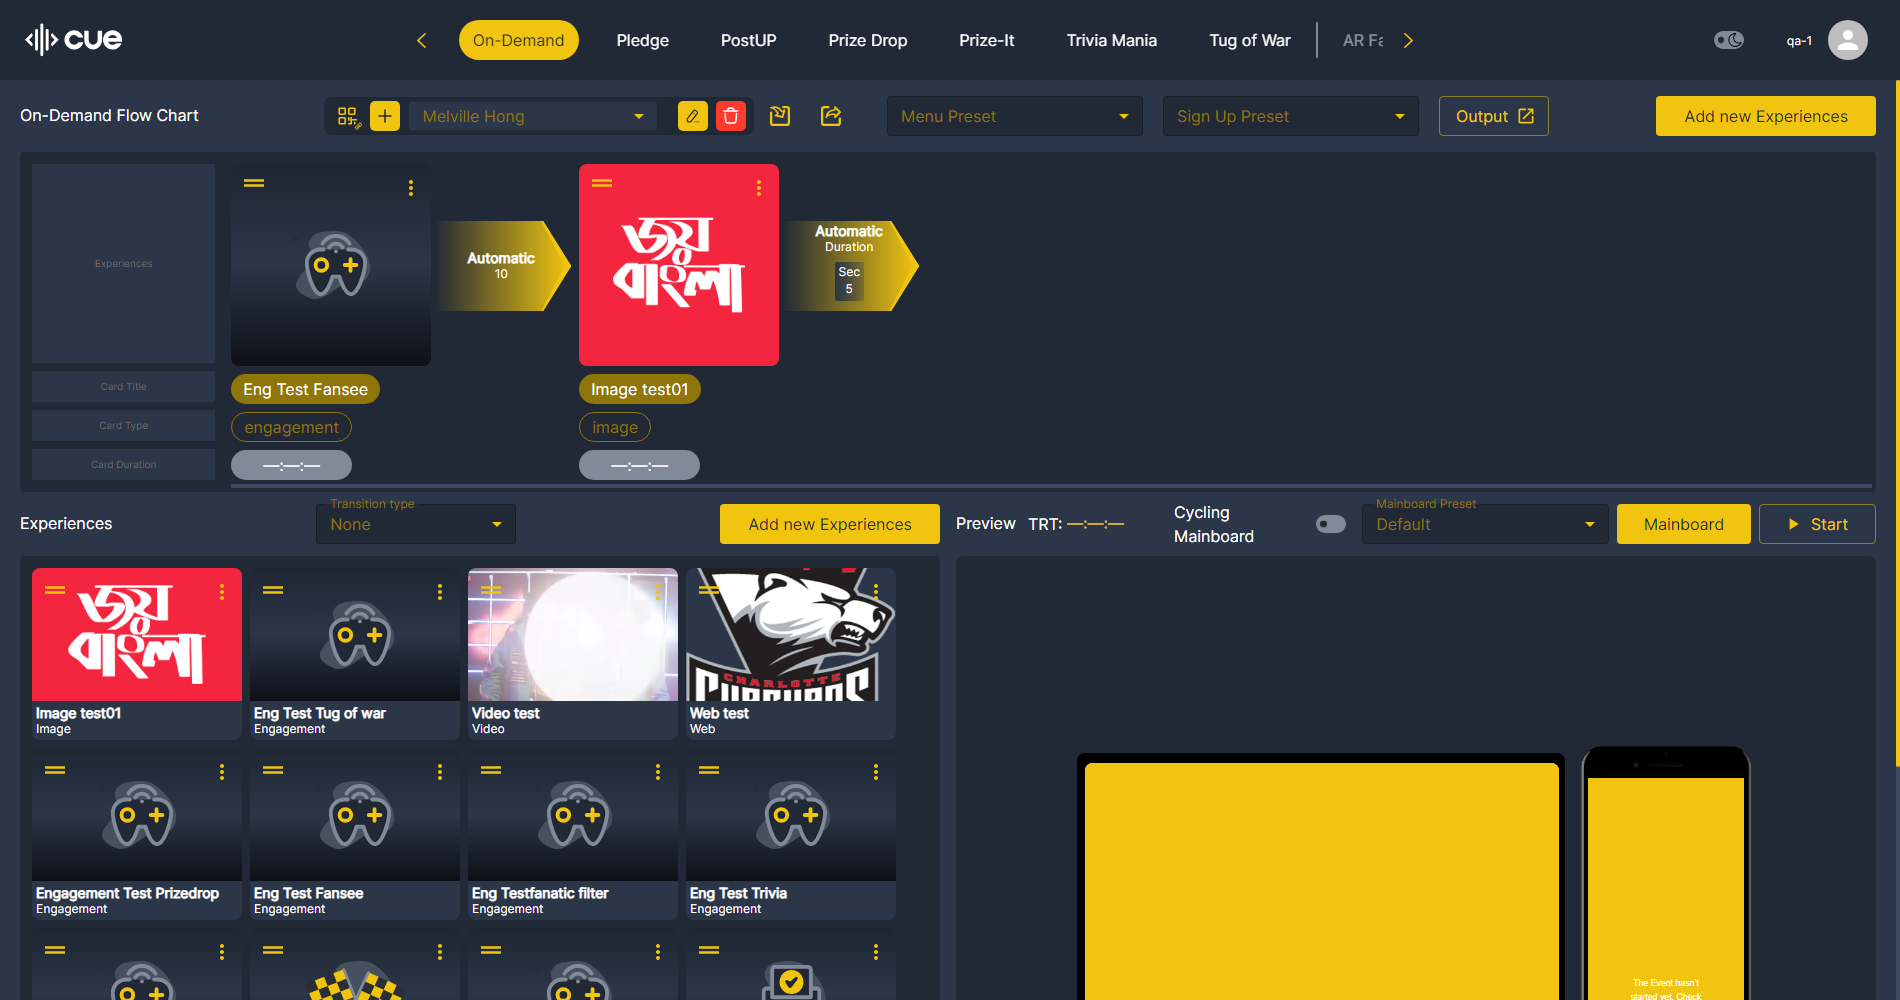 cue
On-Demand
Pledge
PostUP
Prize Drop
Prize-It
Trivia Mania
Tug of War
AR Fa
qa-1
On-Demand Flow Chart
Melville Hong
Menu Preset
Sign Up Preset
Output
Add new Experiences
Experiences
জয়
বাংলা
Automatic
10
Automatic
Duration
Sec
5
Card Title
Eng Test Fansee
Image test01
Card Type
engagement
image
Card Duration
—:—:—
—:—:—
Experiences
Transition type
None
Add new Experiences
Preview
TRT: —:—:—
Cycling
Mainboard
Mainboard Preset
Default
Mainboard
Start
জয়
বাংলা
Image test01
Image
Eng Test Tug of war
Engagement
Video test
Video
CHARLOTTE
Web test
Web
Engagement Test Prizedrop
Engagement
Eng Test Fansee
Engagement
Eng Testfanatic filter
Engagement
Eng Test Trivia
Engagement
The Event hasn't
started yet. Check